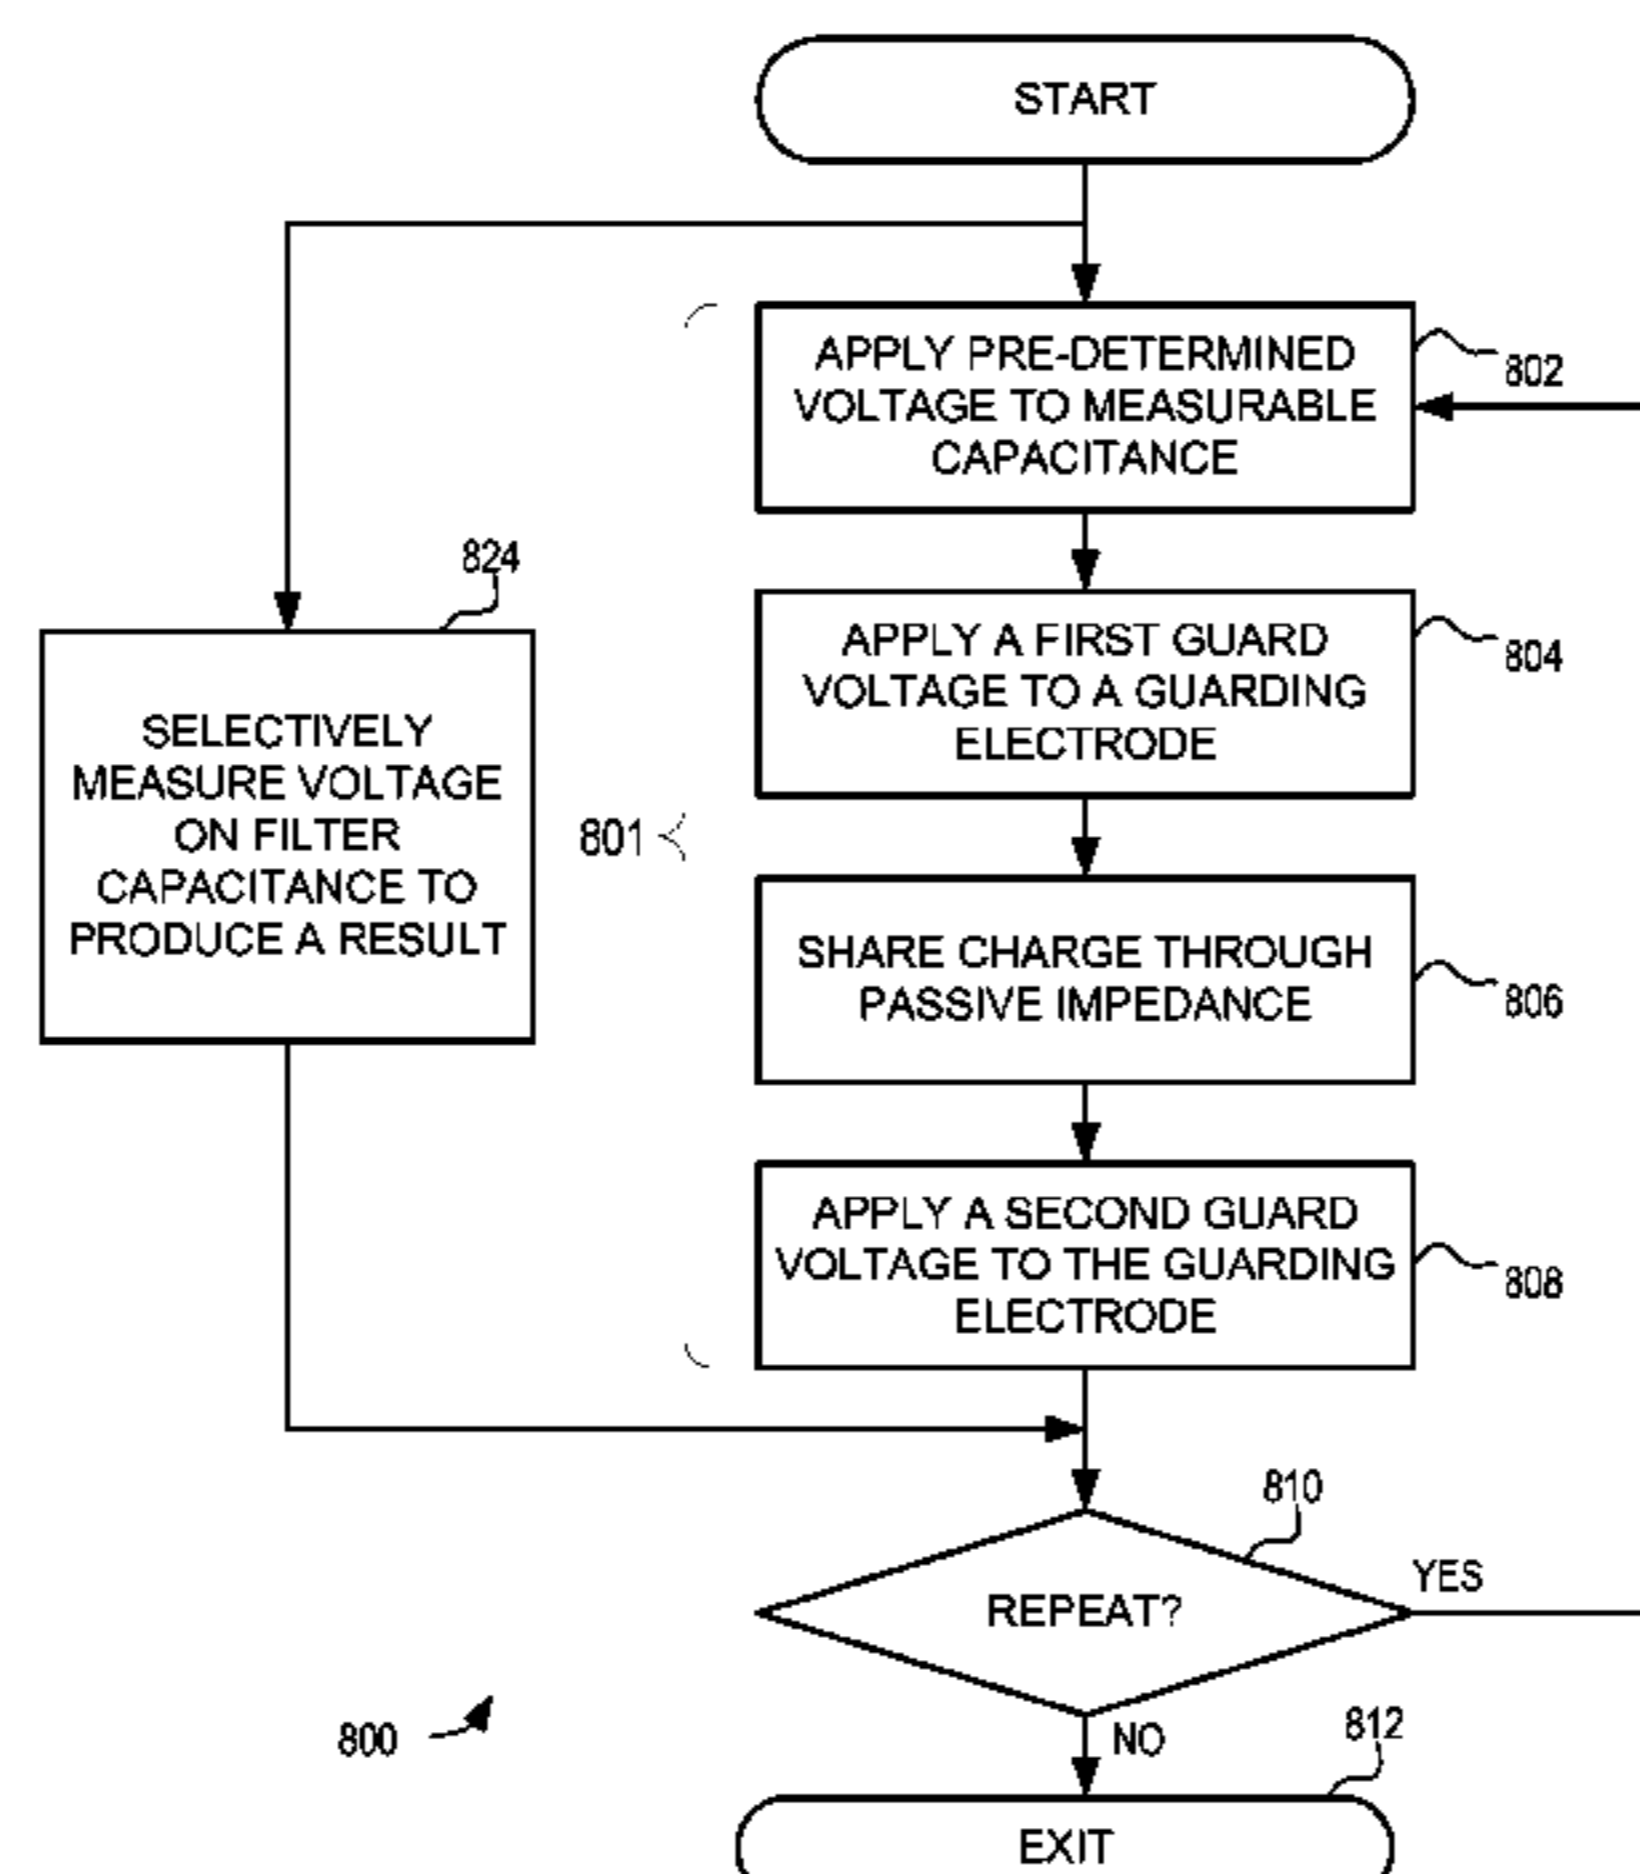 START
APPLY PRE-DETERMINED
VOLTAGE TO MEASURABLE
CAPACITANCE
802
824
SELECTIVELY
MEASURE VOLTAGE
ON FILTER
CAPACITANCE TO
PRODUCE A RESULT
APPLY A FIRST GUARD
VOLTAGE TO A GUARDING
ELECTRODE
804
801
SHARE CHARGE THROUGH
PASSIVE IMPEDANCE
806
APPLY A SECOND GUARD
VOLTAGE TO THE GUARDING
ELECTRODE
808
810
REPEAT?
YES
NO
800
812
EXIT